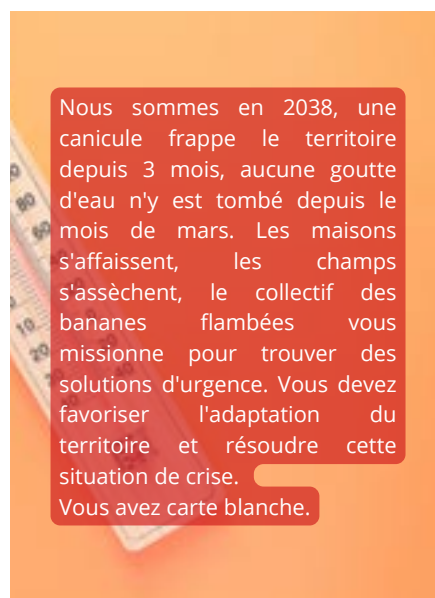 Nous sommes en 2038, une
canicule frappe le territoire
depuis 3 mois, aucune goutte
d'eau n'y est tombé depuis le
mois de mars. Les maisons
s'affaissent, les champs
s'assèchent, le collectif des
bananes flambées vous
missionne pour trouver des
solutions d'urgence. Vous devez
favoriser l'adaptation du
territoire et résoudre cette
situation de crise.
Vous avez carte blanche.
10
20